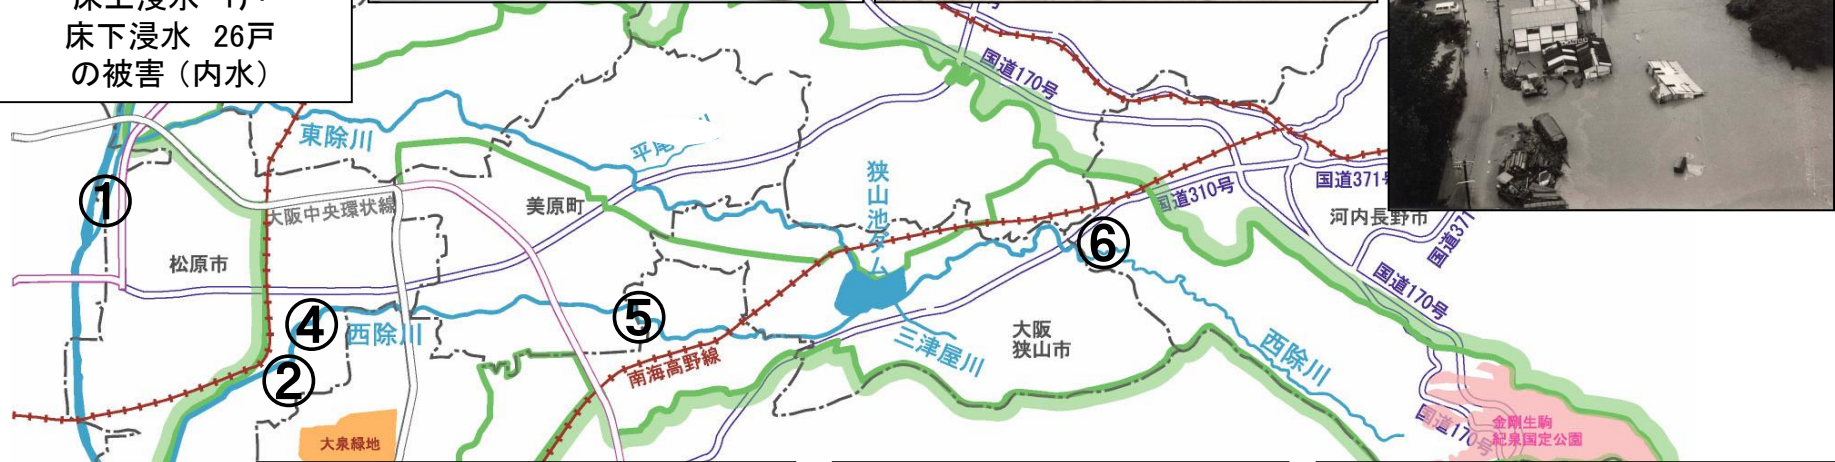 床下浸水 26戸
の被害（内水）
国道170号
東除川
平尾
狭山池ダム
国道310号
国道371号
①
大阪中央環状線
美原町
河内長野市
国道371
⑥
松原市
国道170号
④
西除川
⑤
三津屋川
大阪
狭山市
西除川
②
南海高野線
国道170号
金剛生駒
紀泉国定公園
大泉緑地